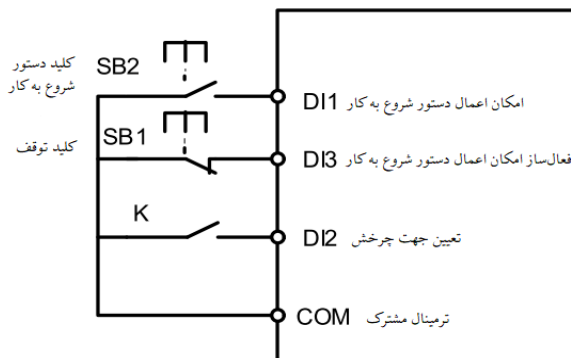 کلید دستور
شروع به کار
SB2
DI1 امکان اعمال دستور شروع به کار
کلید توقف
SB1
DI3 فعال‌ساز امکان اعمال دستور شروع به کار
K
DI2 تعیین جهت چرخش
COM ترمینال مشترک